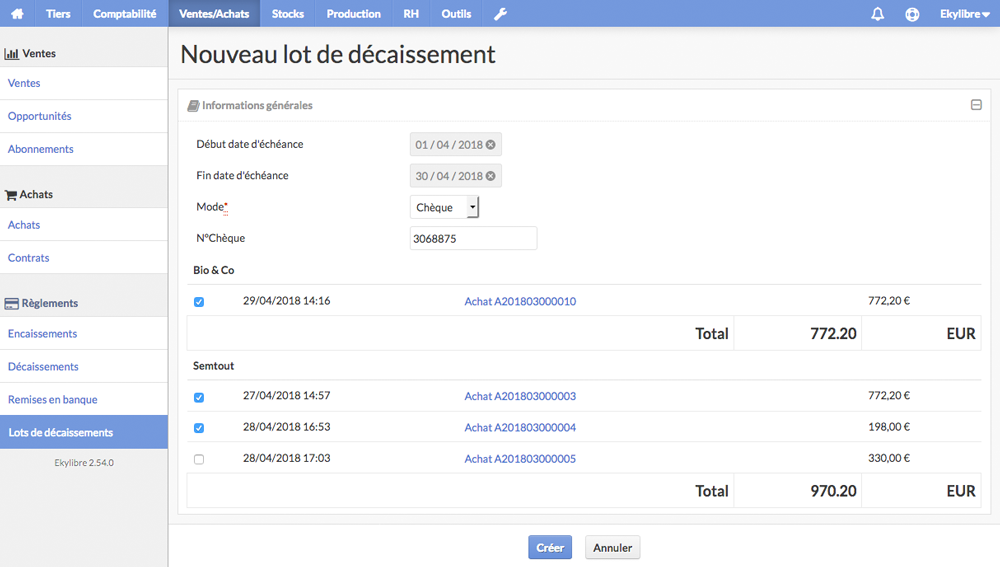 Tiers Comptabilité Ventes/Achats Stocks Production RH Outils Ekylibre
Ventes
Ventes
Opportunités
Abonnements
Achats
Achats
Contrats
Règlements
Encaissements
Décaissements
Remises en banque
Lots de décaissements
Ekylibre 2.54.0
Nouveau lot de décaissement
Informations générales
Début date d'échéance 01 / 04 / 2018
Fin date d'échéance 30 / 04 / 2018
Mode* Chèque
N°Chèque 3068875
Bio & Co
29/04/2018 14:16 Achat A201803000010 772,20 €
Total 772.20 EUR
Semtout
27/04/2018 14:57 Achat A201803000003 772,20 €
28/04/2018 16:53 Achat A201803000004 198,00 €
28/04/2018 17:03 Achat A201803000005 330,00 €
Total 970.20 EUR
Créer Annuler